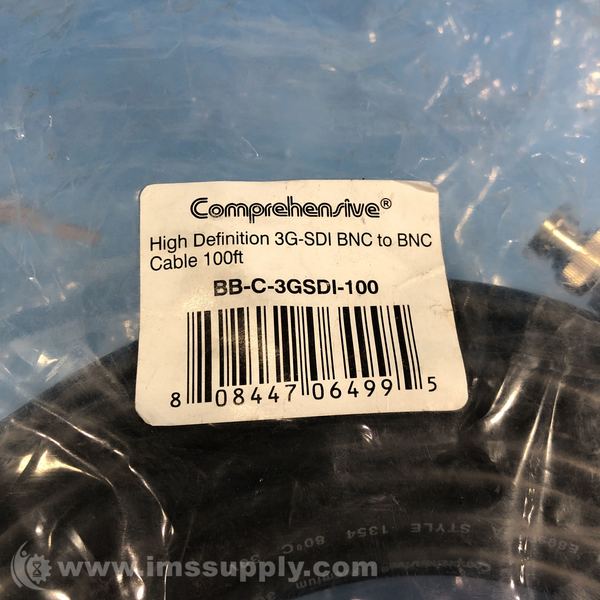 Comprehensive®
High Definition 3G-SDI BNC to BNC
Cable 100ft
BB-C-3GSDI-100
8 08447 06499 5
STYLE 1354 80°C
Comprehensive®
www.imssupply.com